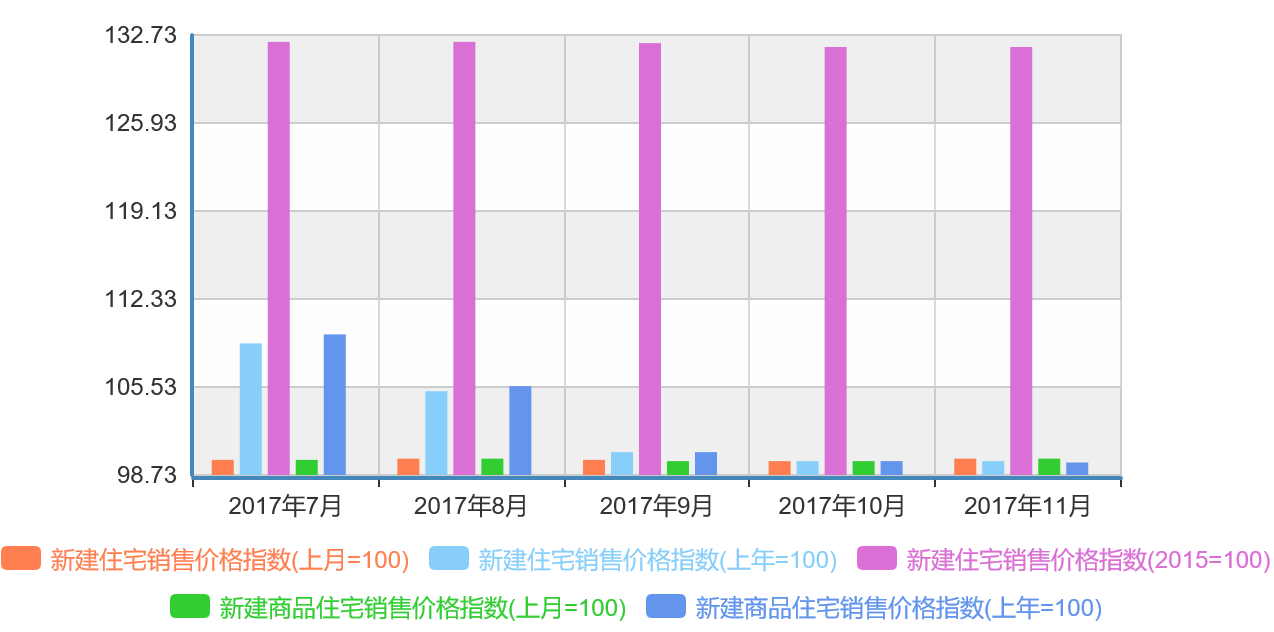 132.73
125.93
119.13
112.33
105.53
98.73
2017年7月 2017年8月 2017年9月 2017年10月 2017年11月
新建住宅销售价格指数(上月=100) 新建住宅销售价格指数(上年=100) 新建住宅销售价格指数(2015=100)
新建商品住宅销售价格指数(上月=100) 新建商品住宅销售价格指数(上年=100)